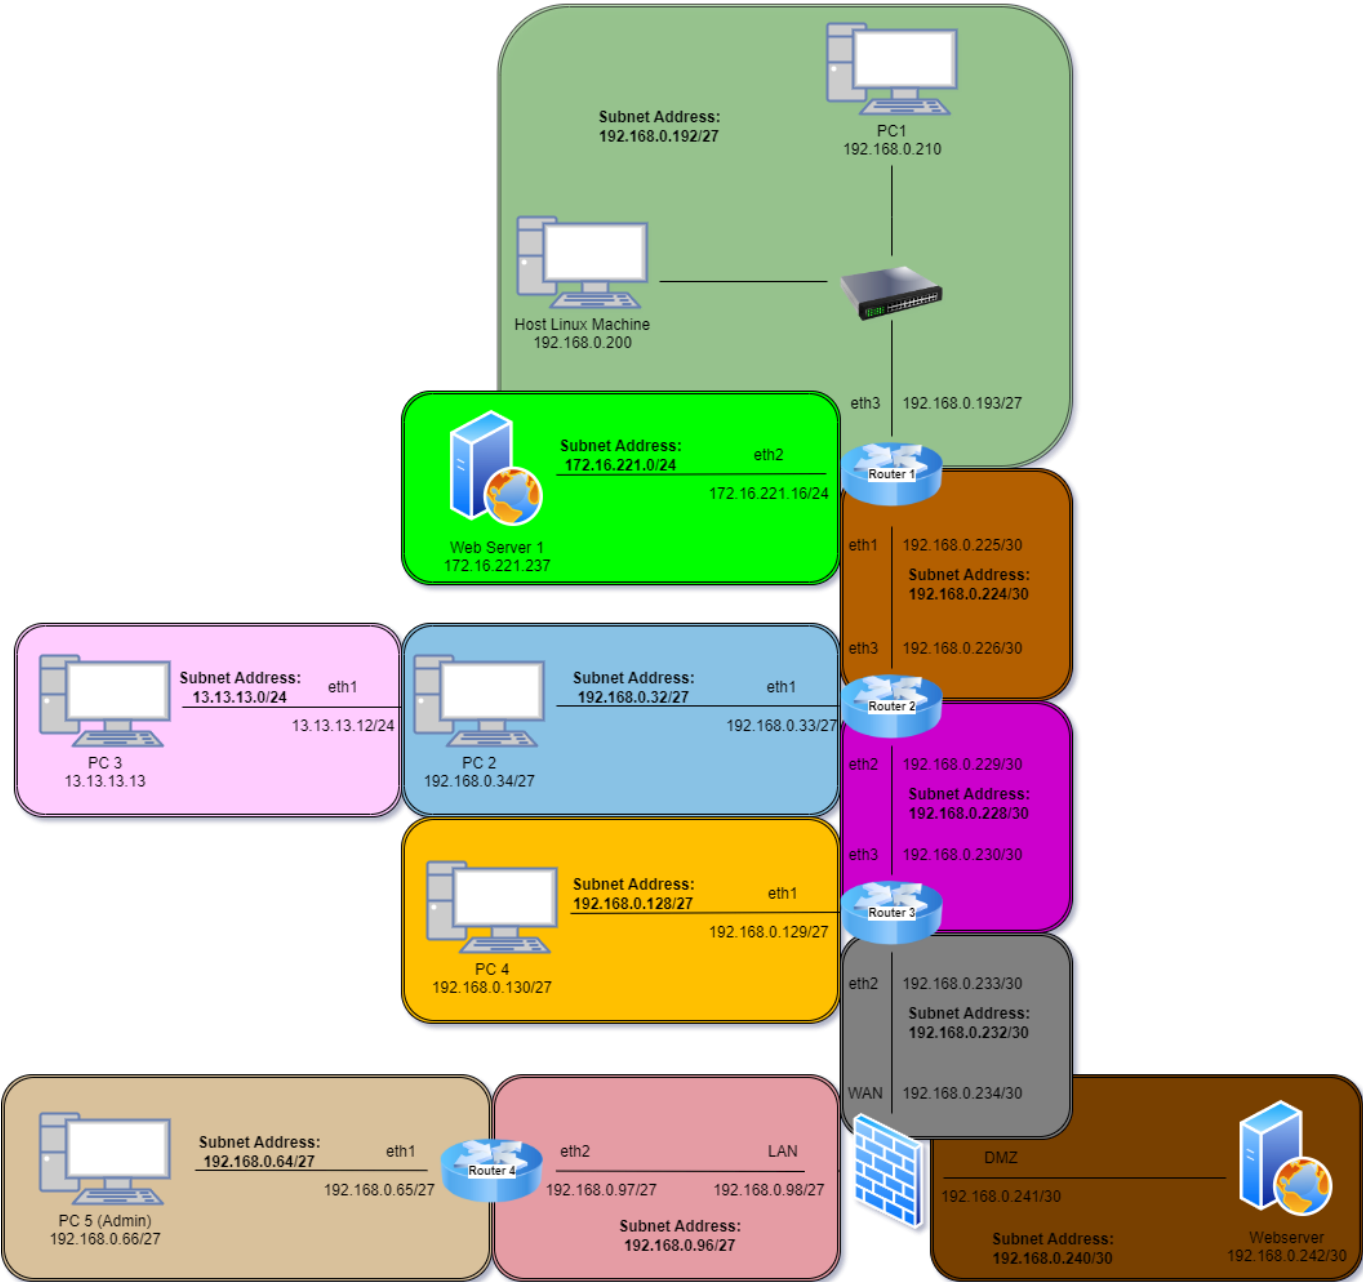 PC1
192.168.0.210
Subnet Address:
192.168.0.192/27
Host Linux Machine
192.168.0.200
eth3
192.168.0.193/27
Router 1
Subnet Address:
172.16.221.0/24
eth2
172.16.221.16/24
Web Server 1
172.16.221.237
eth1
192.168.0.225/30
Subnet Address:
192.168.0.224/30
eth3
192.168.0.226/30
Router 2
Subnet Address:
13.13.13.0/24
eth1
13.13.13.12/24
PC 3
13.13.13.13
Subnet Address:
192.168.0.32/27
eth1
192.168.0.33/27
PC 2
192.168.0.34/27
eth2
192.168.0.229/30
Subnet Address:
192.168.0.228/30
eth3
192.168.0.230/30
Router 3
Subnet Address:
192.168.0.128/27
eth1
192.168.0.129/27
PC 4
192.168.0.130/27
eth2
192.168.0.233/30
Subnet Address:
192.168.0.232/30
WAN
192.168.0.234/30
Subnet Address:
192.168.0.64/27
eth1
192.168.0.65/27
PC 5 (Admin)
192.168.0.66/27
Router 4
eth2
192.168.0.97/27
LAN
192.168.0.98/27
Subnet Address:
192.168.0.96/27
DMZ
192.168.0.241/30
Subnet Address:
192.168.0.240/30
Webserver
192.168.0.242/30